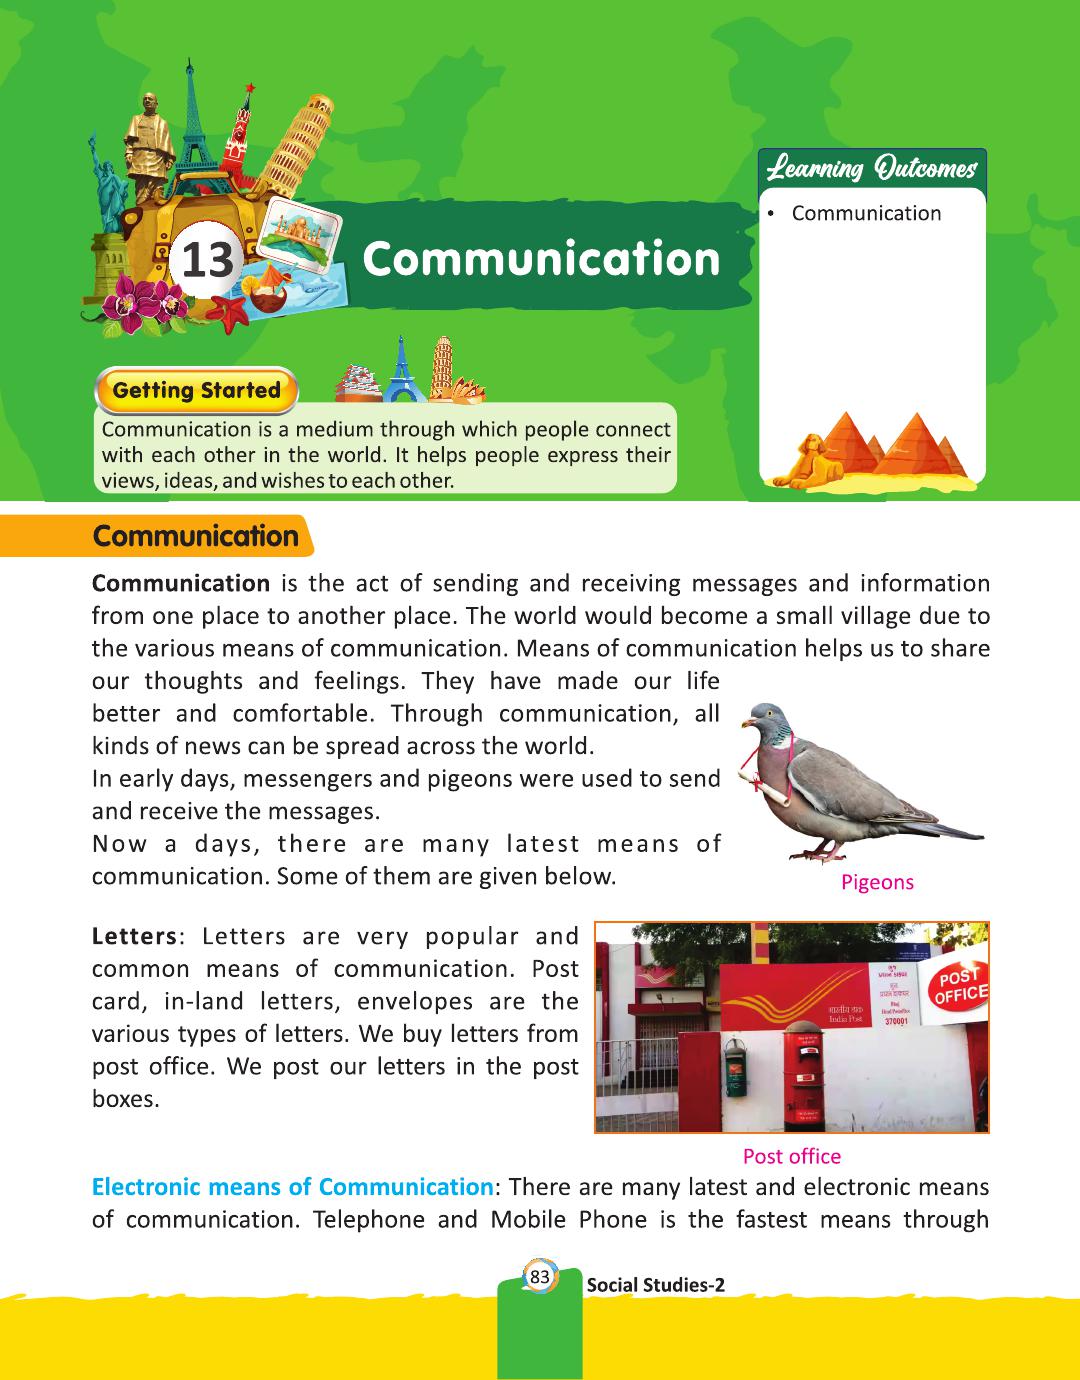 13
Communication
Learning Outcomes
• Communication
Getting Started
Communication is a medium through which people connect
with each other in the world. It helps people express their
views, ideas, and wishes to each other.
Communication
Communication is the act of sending and receiving messages and information
from one place to another place. The world would become a small village due to
the various means of communication. Means of communication helps us to share
our thoughts and feelings. They have made our life
better and comfortable. Through communication, all
kinds of news can be spread across the world.
In early days, messengers and pigeons were used to send
and receive the messages.
Now a days, there are many latest means of
communication. Some of them are given below.
Pigeons
Letters: Letters are very popular and
common means of communication. Post
card, in-land letters, envelopes are the
various types of letters. We buy letters from
post office. We post our letters in the post
boxes.
भारतीय डाक
India Post
370001
POST
OFFICE
Post office
Electronic means of Communication: There are many latest and electronic means
of communication. Telephone and Mobile Phone is the fastest means through
83
Social Studies-2